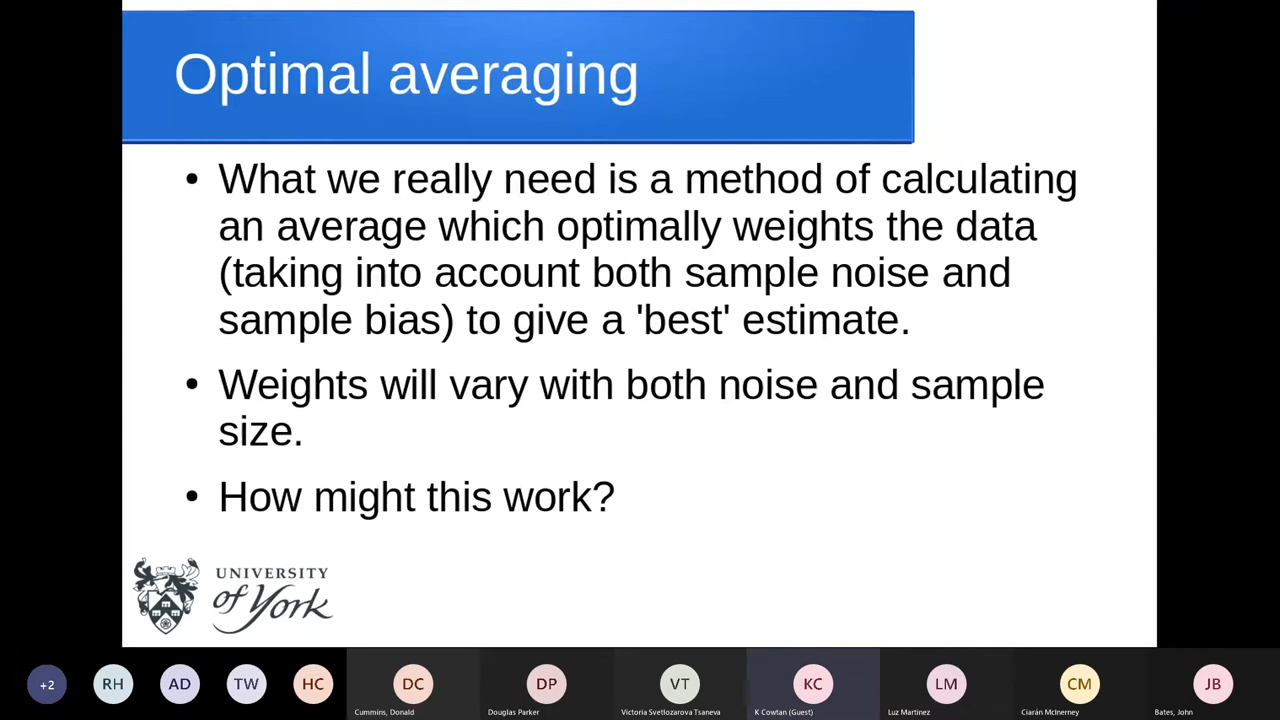 Optimal averaging
• What we really need is a method of calculating
an average which optimally weights the data
(taking into account both sample noise and
sample bias) to give a 'best' estimate.
• Weights will vary with both noise and sample
size.
• How might this work?
UNIVERSITY
of York
+2 RH AD TW HC DC DP VT KC LM CM JB
Cummins, Donald Douglas Parker Victoria Svetlozarova Tsaneva K Cowtan (Guest) Luz Martinez Ciarán McInerney Bates, John